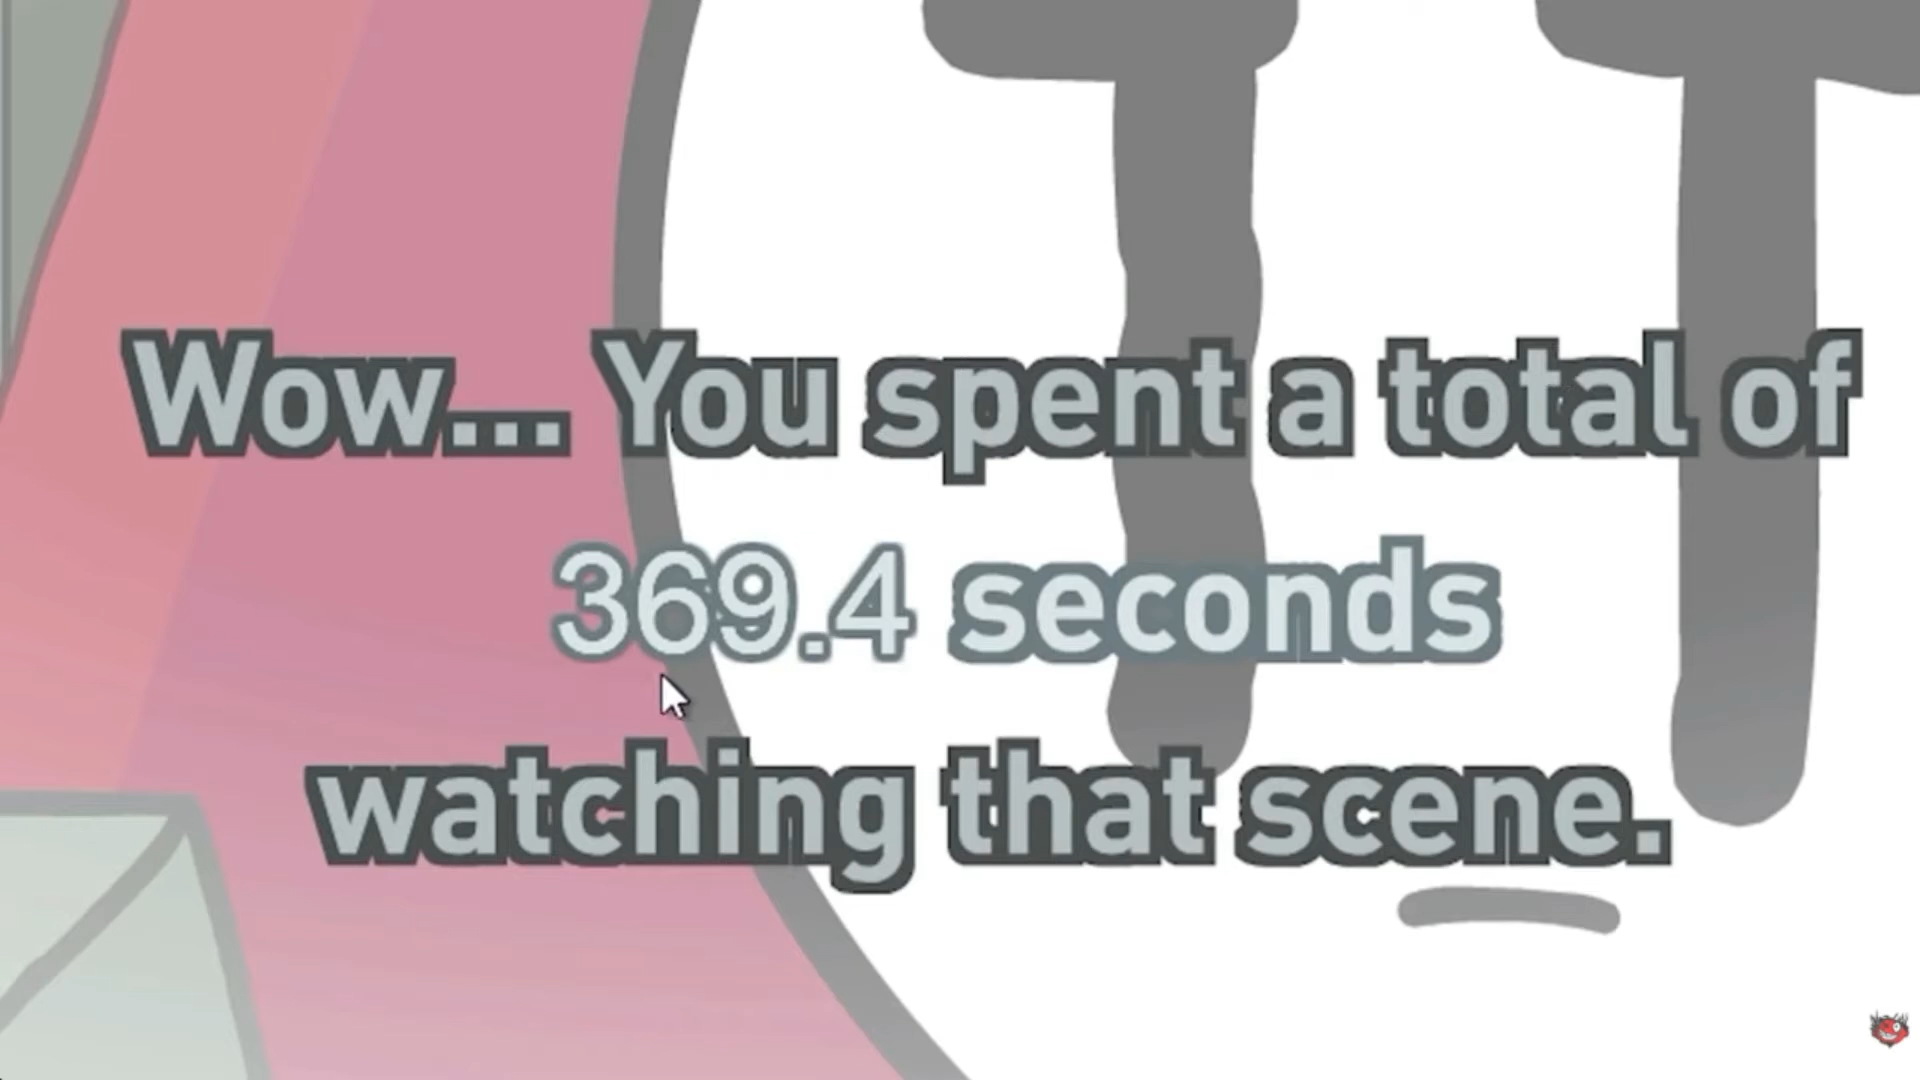 Wow... You spent a total of
369.4 seconds
watching that scene.